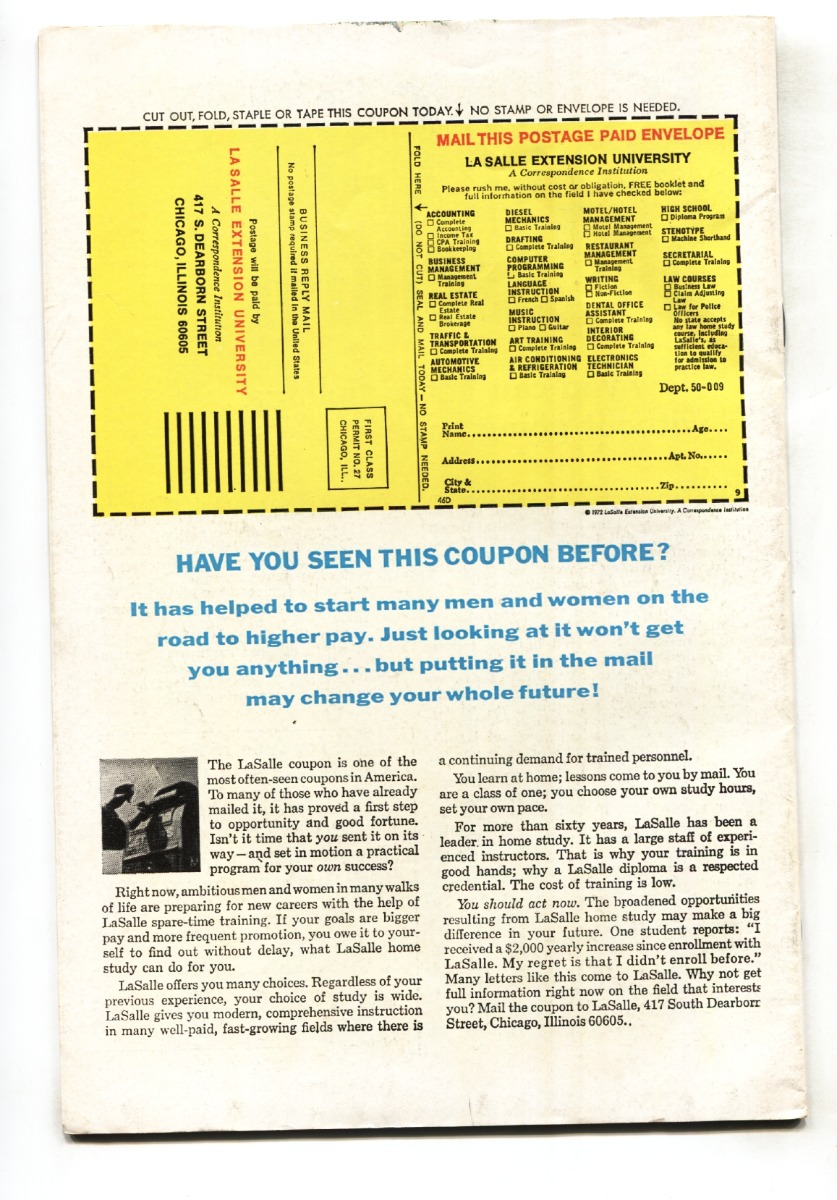 CUT OUT, FOLD, STAPLE OR TAPE THIS COUPON TODAY. ↓ NO STAMP OR ENVELOPE IS NEEDED.
FIRST CLASS
PERMIT NO. 27
CHICAGO, ILL.
BUSINESS REPLY MAIL
No postage stamp required if mailed in the United States
Postage will be paid by
LA SALLE EXTENSION UNIVERSITY
A Correspondence Institution
417 S. DEARBORN STREET
CHICAGO, ILLINOIS 60605
FOLD HERE ↓ (DO NOT CUT) SEAL AND MAIL TODAY—NO STAMP NEEDED.
MAIL THIS POSTAGE PAID ENVELOPE
LA SALLE EXTENSION UNIVERSITY
A Correspondence Institution
Please rush me, without cost or obligation, FREE booklet and
full information on the field I have checked below:
ACCOUNTING
☐ Complete
Accounting
☐ Income Tax
☐ CPA Training
☐ Bookkeeping
BUSINESS
MANAGEMENT
☐ Management
Training
REAL ESTATE
☐ Complete Real
Estate
☐ Real Estate
Brokerage
TRAFFIC &
TRANSPORTATION
☐ Complete Training
AUTOMOTIVE
MECHANICS
☐ Basic Training
DIESEL
MECHANICS
☐ Basic Training
DRAFTING
☐ Complete Training
COMPUTER
PROGRAMMING
☐ Basic Training
LANGUAGE
INSTRUCTION
☐ French ☐ Spanish
MUSIC
INSTRUCTION
☐ Piano ☐ Guitar
ART TRAINING
☐ Complete Training
AIR CONDITIONING
& REFRIGERATION
☐ Basic Training
MOTEL/HOTEL
MANAGEMENT
☐ Motel Management
☐ Hotel Management
RESTAURANT
MANAGEMENT
☐ Management
Training
WRITING
☐ Fiction
☐ Non-Fiction
DENTAL OFFICE
ASSISTANT
☐ Complete Training
INTERIOR
DECORATING
☐ Complete Training
ELECTRONICS
TECHNICIAN
☐ Basic Training
HIGH SCHOOL
☐ Diploma Program
STENOTYPE
☐ Machine Shorthand
SECRETARIAL
☐ Complete Training
LAW COURSES
☐ Business Law
☐ Claim Adjusting
Law
☐ Law for Police
Officers
No state accepts
any law home study
course, including
LaSalle's, as
sufficient educa-
tion to qualify
for admission to
practice law.
Dept. 50-009
Print
Name....Age....
Address....Apt. No....
City &
State....Zip....
46D
9
© 1972 LaSalle Extension University. A Correspondence Institution
HAVE YOU SEEN THIS COUPON BEFORE?
It has helped to start many men and women on the
road to higher pay. Just looking at it won't get
you anything...but putting it in the mail
may change your whole future!
The LaSalle coupon is one of the
most often-seen coupons in America.
To many of those who have already
mailed it, it has proved a first step
to opportunity and good fortune.
Isn't it time that you sent it on its
way—and set in motion a practical
program for your own success?
Right now, ambitious men and women in many walks
of life are preparing for new careers with the help of
LaSalle spare-time training. If your goals are bigger
pay and more frequent promotion, you owe it to your-
self to find out without delay, what LaSalle home
study can do for you.
LaSalle offers you many choices. Regardless of your
previous experience, your choice of study is wide.
LaSalle gives you modern, comprehensive instruction
in many well-paid, fast-growing fields where there is
a continuing demand for trained personnel.
You learn at home; lessons come to you by mail. You
are a class of one; you choose your own study hours,
set your own pace.
For more than sixty years, LaSalle has been a
leader in home study. It has a large staff of experi-
enced instructors. That is why your training is in
good hands; why a LaSalle diploma is a respected
credential. The cost of training is low.
You should act now. The broadened opportunities
resulting from LaSalle home study may make a big
difference in your future. One student reports: "I
received a $2,000 yearly increase since enrollment with
LaSalle. My regret is that I didn't enroll before."
Many letters like this come to LaSalle. Why not get
full information right now on the field that interests
you? Mail the coupon to LaSalle, 417 South Dearborn
Street, Chicago, Illinois 60605..